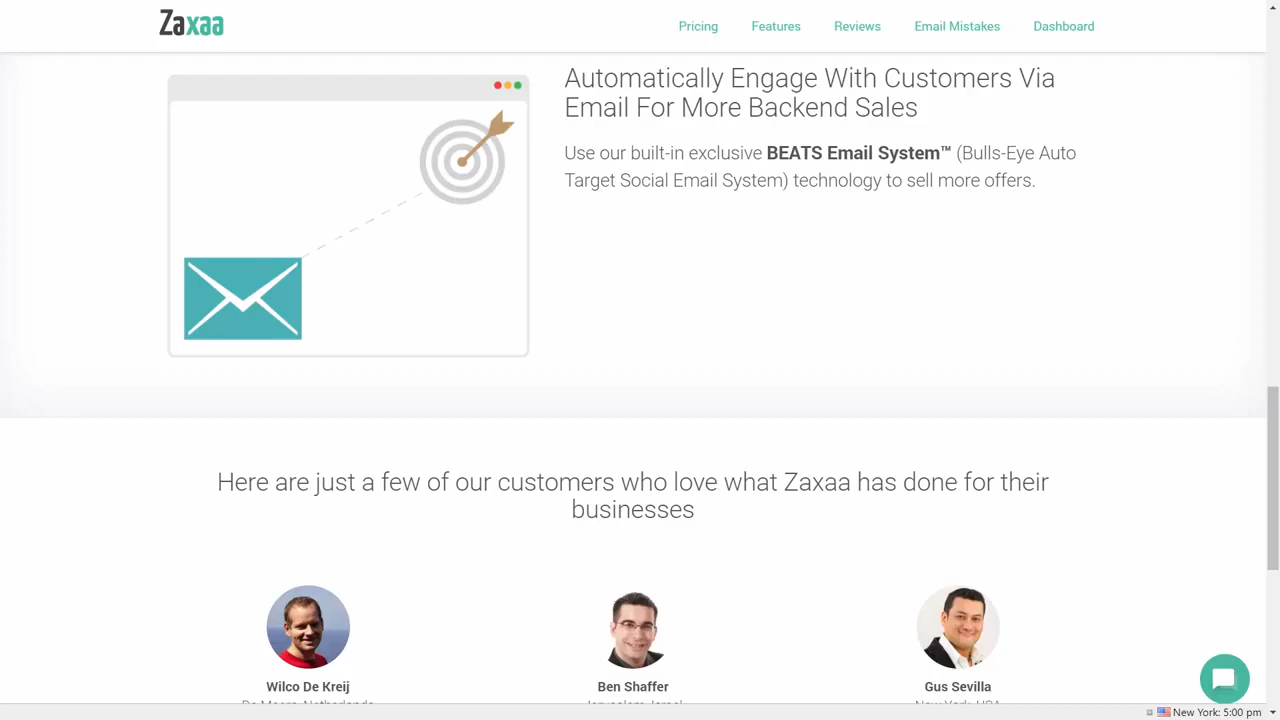 Zaxaa
Pricing
Features
Reviews
Email Mistakes
Dashboard
Automatically Engage With Customers Via
Email For More Backend Sales
Use our built-in exclusive BEATS Email System™ (Bulls-Eye Auto
Target Social Email System) technology to sell more offers.
Here are just a few of our customers who love what Zaxaa has done for their
businesses
Wilco De Kreij
Ben Shaffer
Gus Sevilla
New York: 5:00 pm